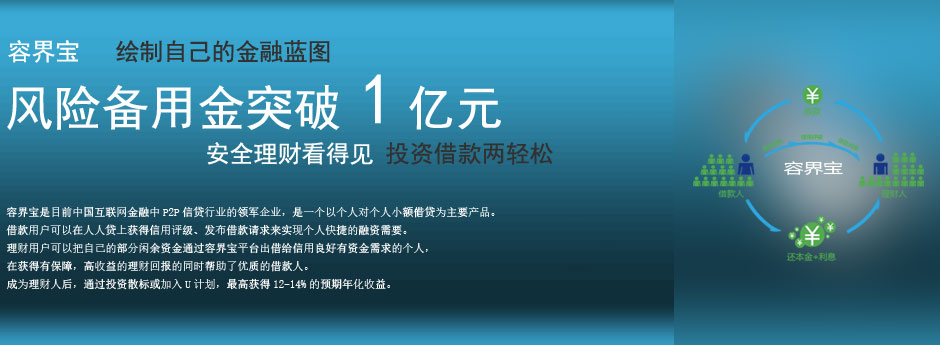 容界宝 绘制自己的金融蓝图
风险备用金突破 1 亿元
安全理财看得见 投资借款两轻松
容界宝是目前中国互联网金融中 P2P 信贷行业的领军企业，是一个以个人对个人小额借贷为主要产品。
借款用户可以在人人贷上获得信用评级、发布借款请求来实现个人快捷的融资需要。
理财用户可以把自己的部分闲余资金通过容界宝平台出借给信用良好有资金需求的个人，
在获得有保障，高收益的理财回报的同时帮助了优质的借款人。
成为理财人后，通过投资散标或加入 U 计划，最高获得 12-14% 的预期年化收益。
¥
容界宝
借款人
理财人
¥
还本金+利息